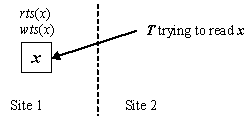 rts(x)
wts(x)
T trying to read x
x
Site 1
Site 2